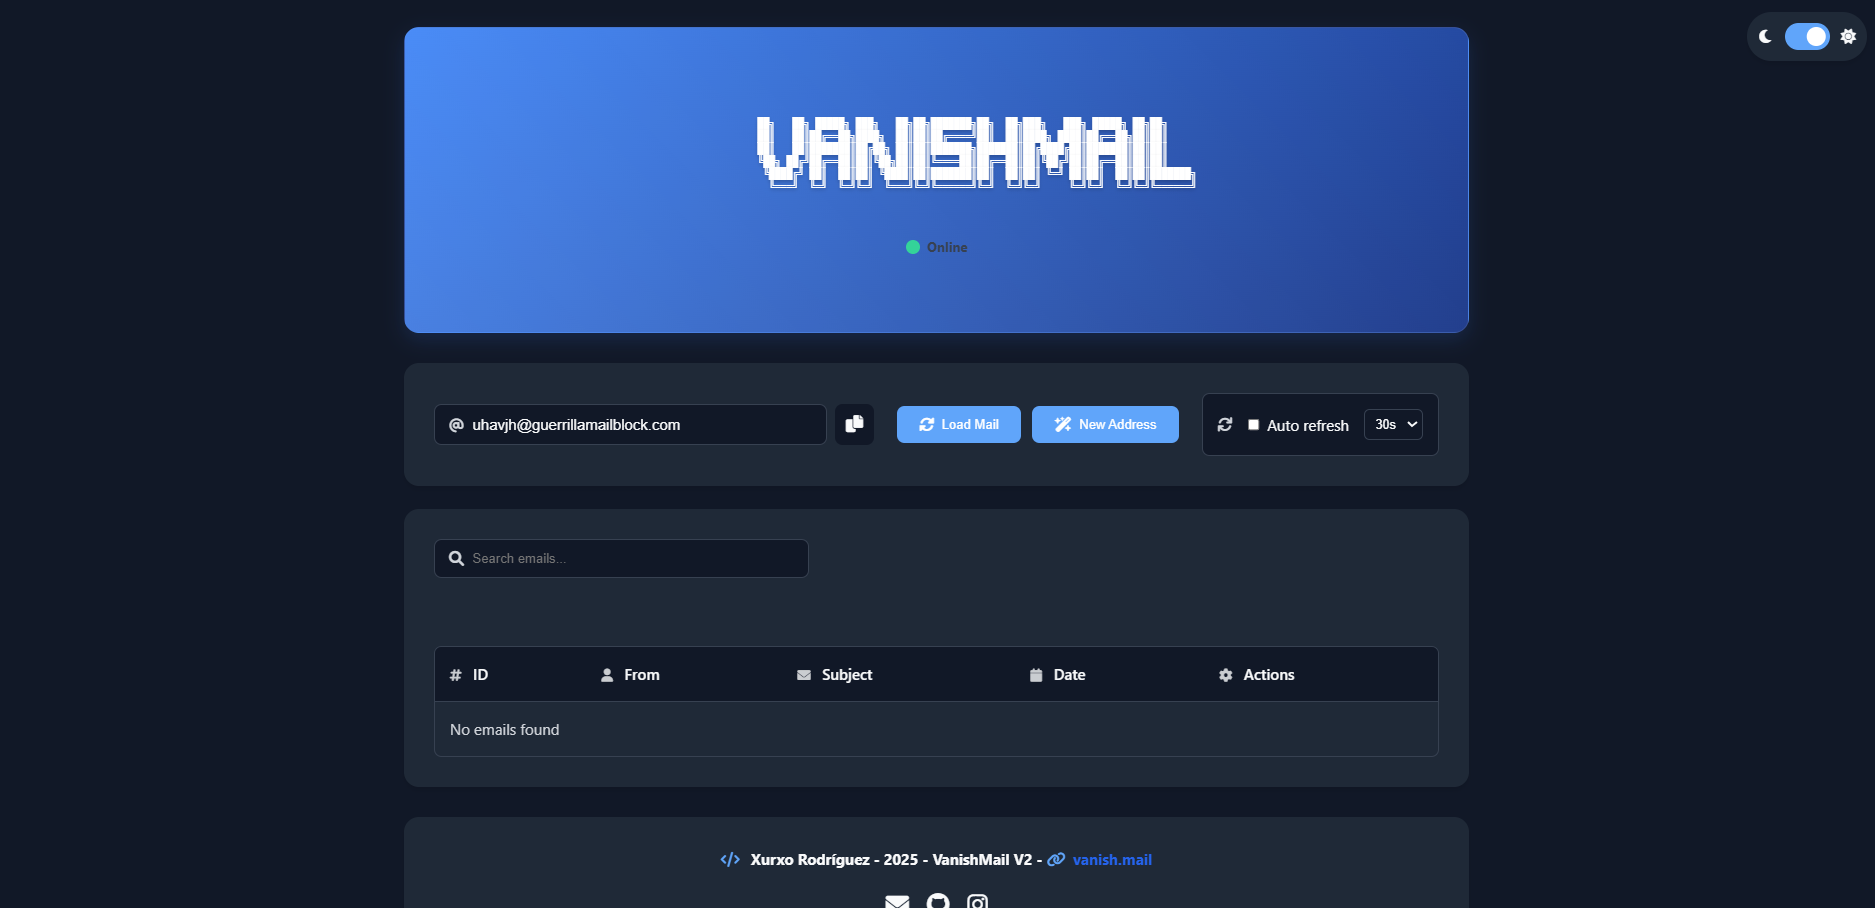 VANISHMAIL
Online
@ uhavjh@guerrillamailblock.com
Load Mail
New Address
Auto refresh
30s
Search emails...
# ID
From
Subject
Date
Actions
No emails found
</> Xurxo Rodríguez - 2025 - VanishMail V2 - vanish.mail